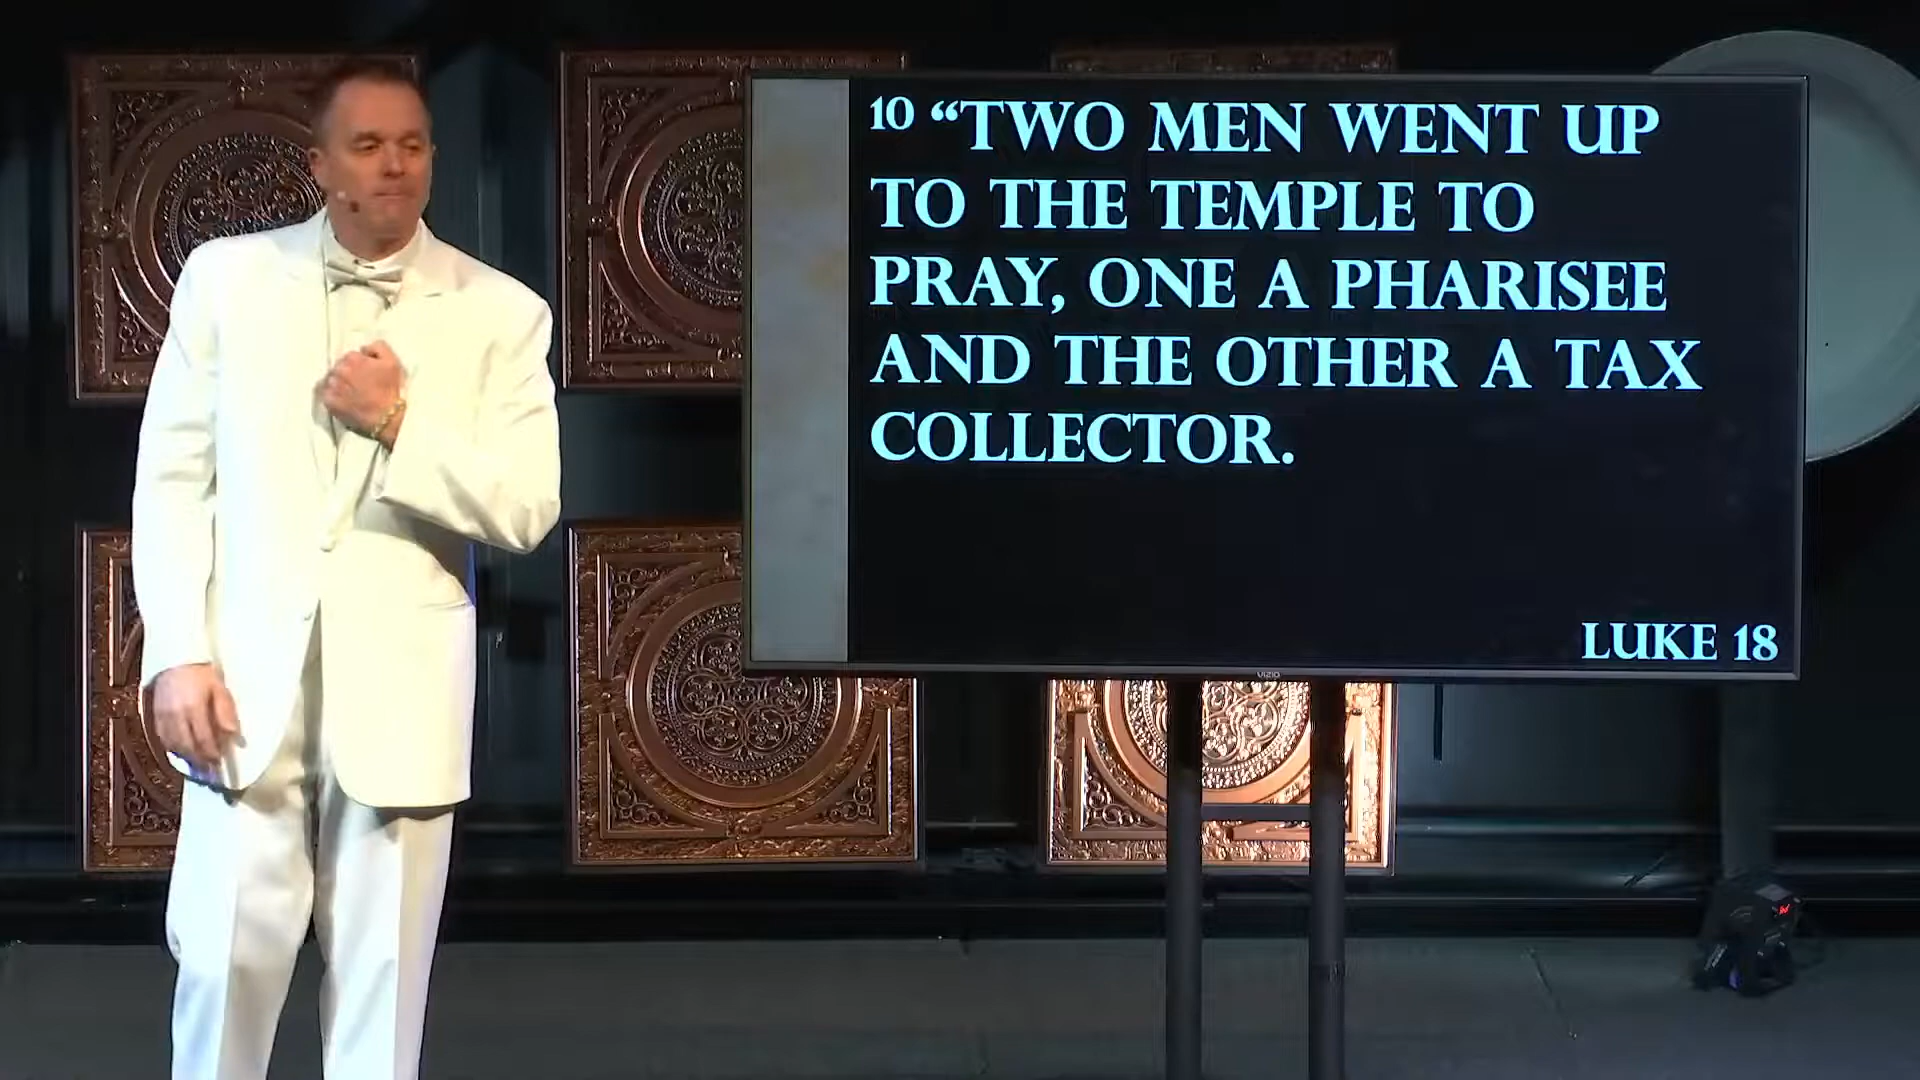 10 “TWO MEN WENT UP
TO THE TEMPLE TO
PRAY, ONE A PHARISEE
AND THE OTHER A TAX
COLLECTOR.
LUKE 18
VIZIO